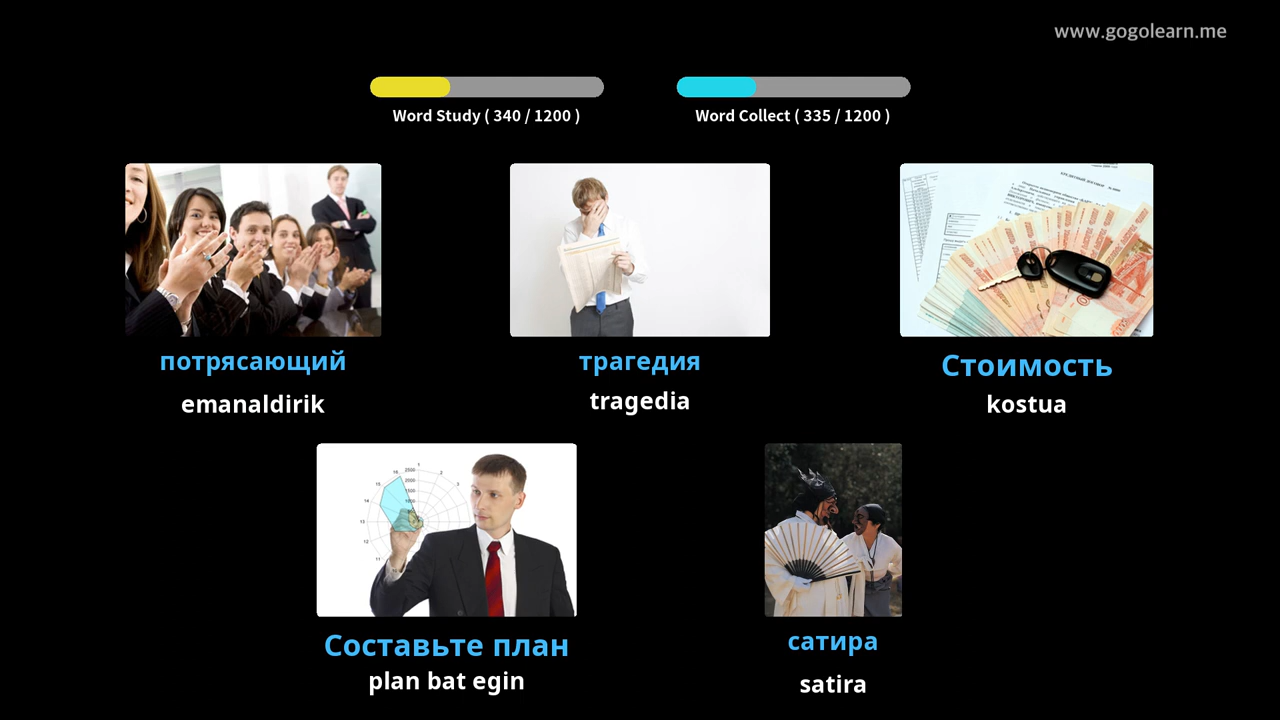 www.gogolearn.me
Word Study ( 340 / 1200 )
Word Collect ( 335 / 1200 )
потрясающий
emanaldirik
трагедия
tragedia
Стоимость
kostua
Составьте план
plan bat egin
сатира
satira